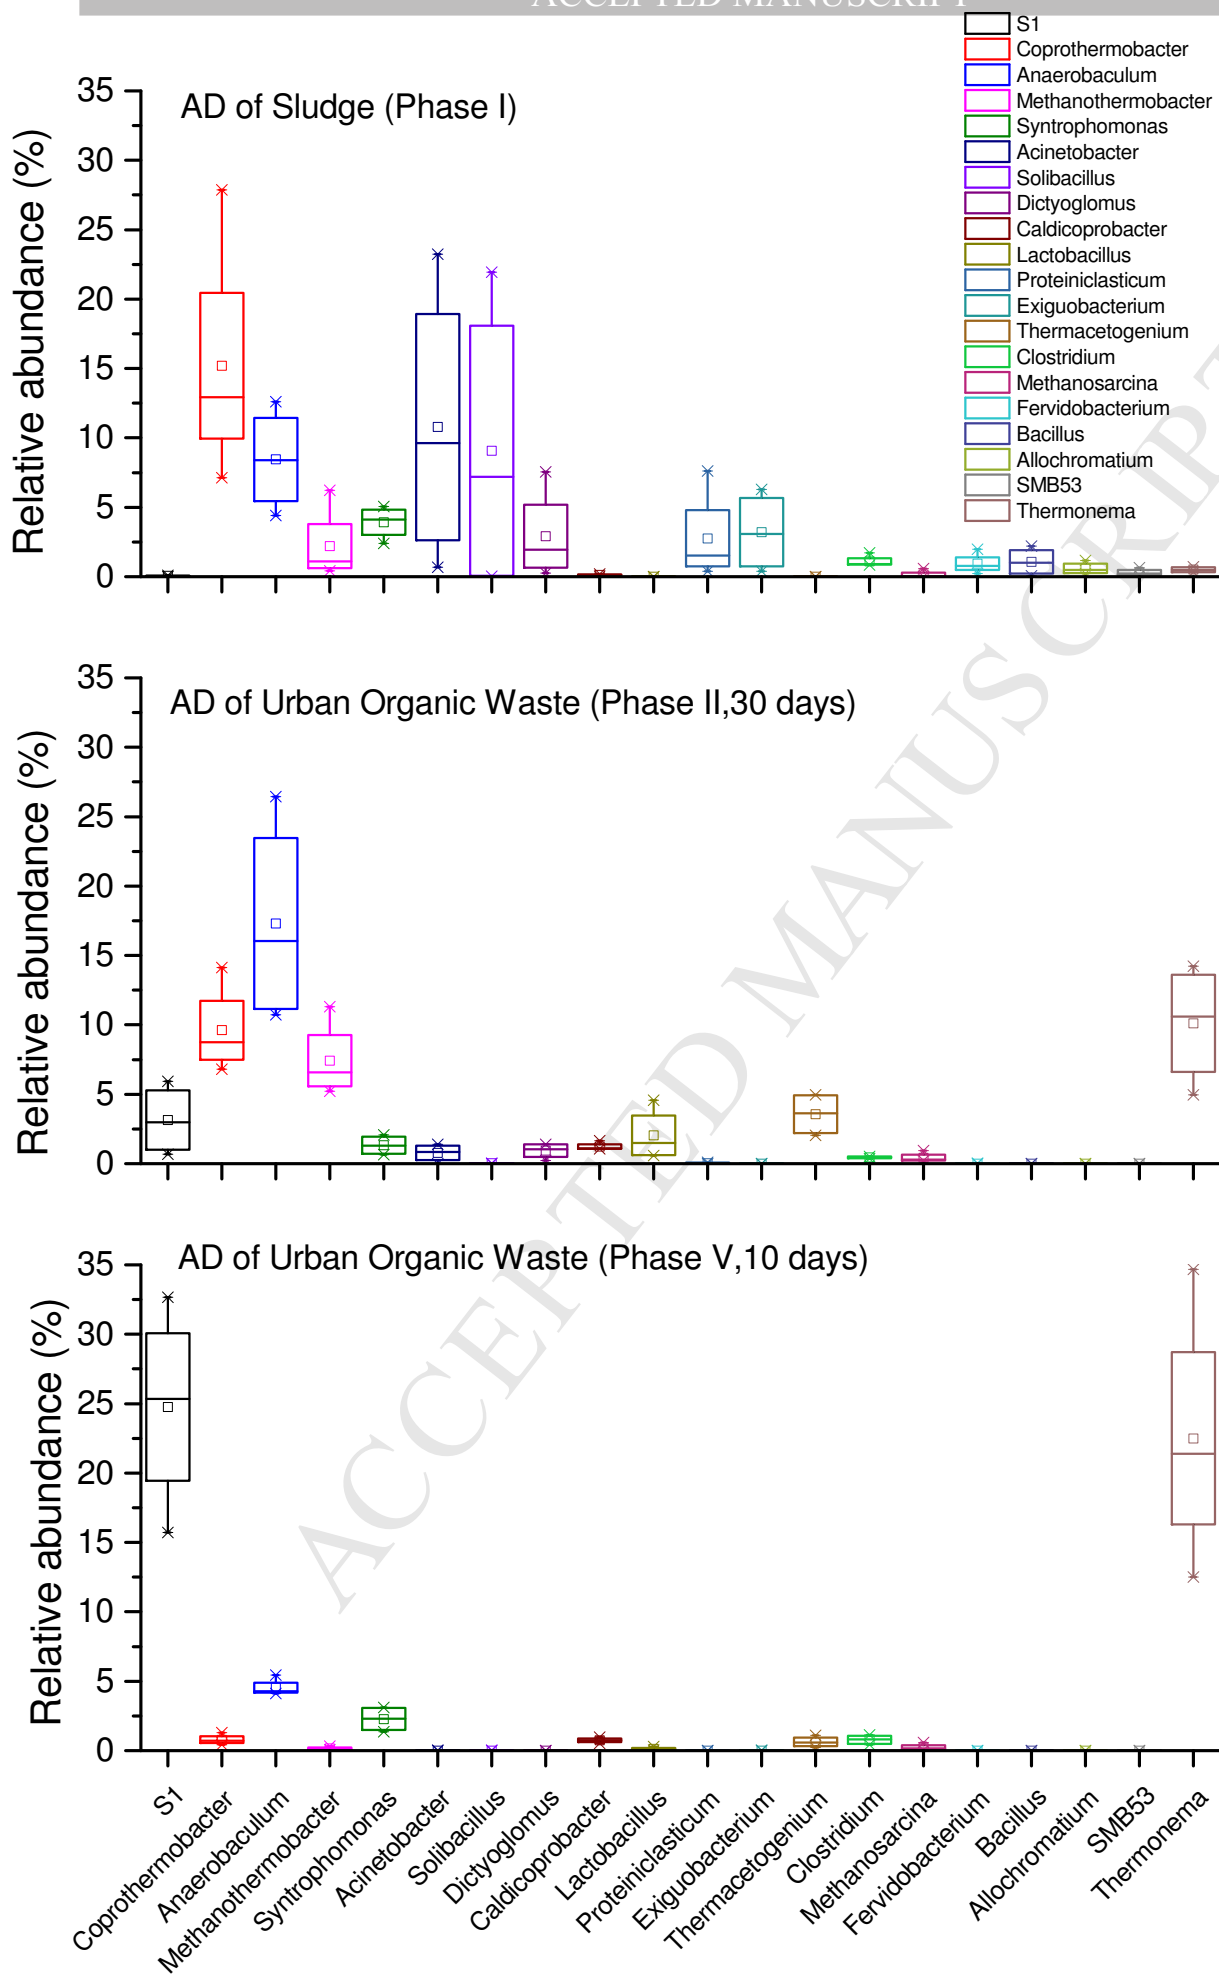 ACCEPTED MANUSCRIPT
S1
Coprothermobacter
Anaerobaculum
Methanothermobacter
Syntrophomonas
Acinetobacter
Solibacillus
Dictyoglomus
Caldicoprobacter
Lactobacillus
Proteiniclasticum
Exiguobacterium
Thermacetogenium
Clostridium
Methanosarcina
Fervidobacterium
Bacillus
Allochromatium
SMB53
Thermonema
AD of Sludge (Phase I)
Relative abundance (%)
35
30
25
20
15
10
5
0
AD of Urban Organic Waste (Phase II,30 days)
Relative abundance (%)
35
30
25
20
15
10
5
0
AD of Urban Organic Waste (Phase V,10 days)
Relative abundance (%)
35
30
25
20
15
10
5
0
S1
Coprothermobacter
Anaerobaculum
Methanothermobacter
Syntrophomonas
Acinetobacter
Solibacillus
Dictyoglomus
Caldicoprobacter
Lactobacillus
Proteiniclasticum
Exiguobacterium
Thermacetogenium
Clostridium
Methanosarcina
Fervidobacterium
Bacillus
Allochromatium
SMB53
Thermonema
ACCEPTED MANUSCRIPT